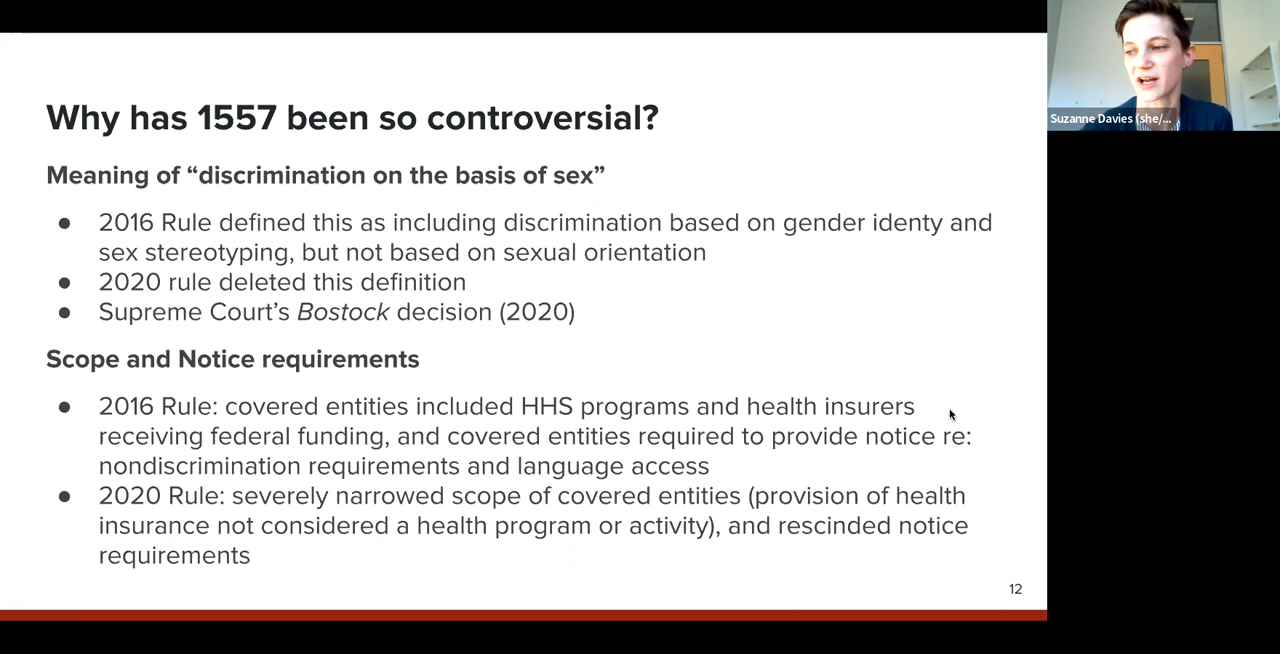 Why has 1557 been so controversial?
Meaning of “discrimination on the basis of sex”
● 2016 Rule defined this as including discrimination based on gender identy and
sex stereotyping, but not based on sexual orientation
● 2020 rule deleted this definition
● Supreme Court’s Bostock decision (2020)
Scope and Notice requirements
● 2016 Rule: covered entities included HHS programs and health insurers
receiving federal funding, and covered entities required to provide notice re:
nondiscrimination requirements and language access
● 2020 Rule: severely narrowed scope of covered entities (provision of health
insurance not considered a health program or activity), and rescinded notice
requirements
12
Suzanne Davies (she/...